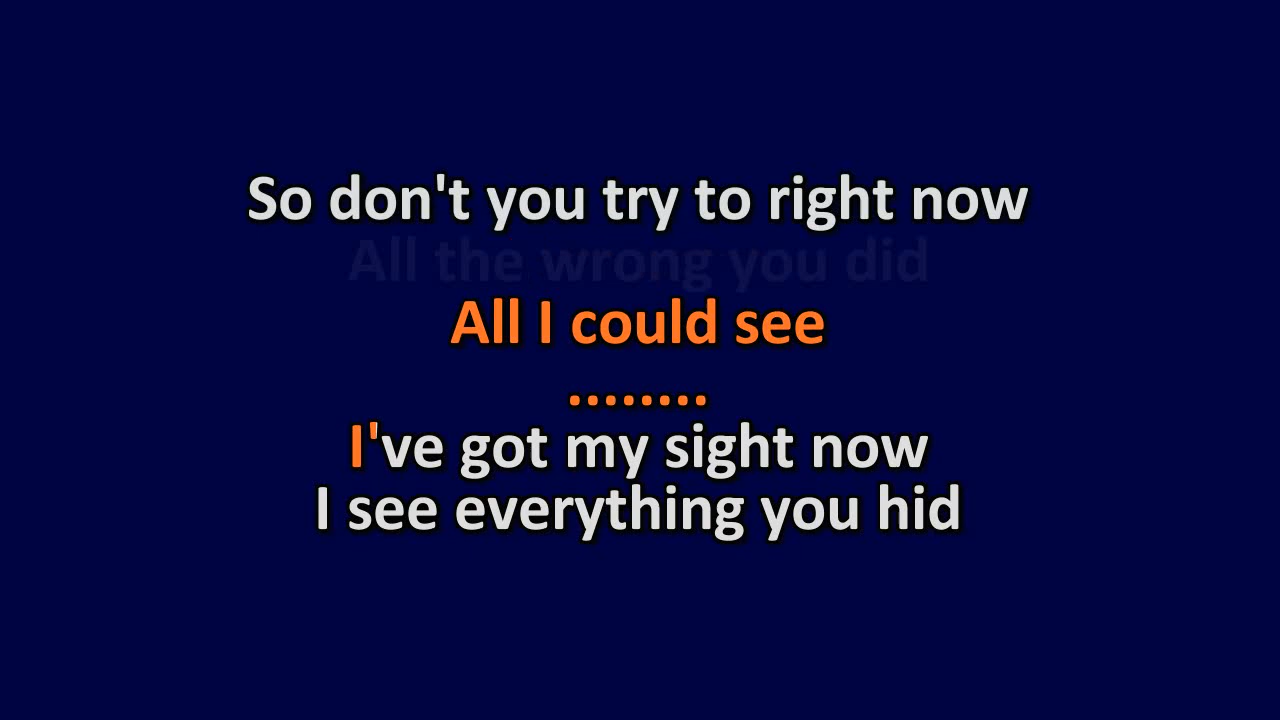 So don't you try to right now
All the wrong you did
All I could see
........
I've got my sight now
I see everything you hid